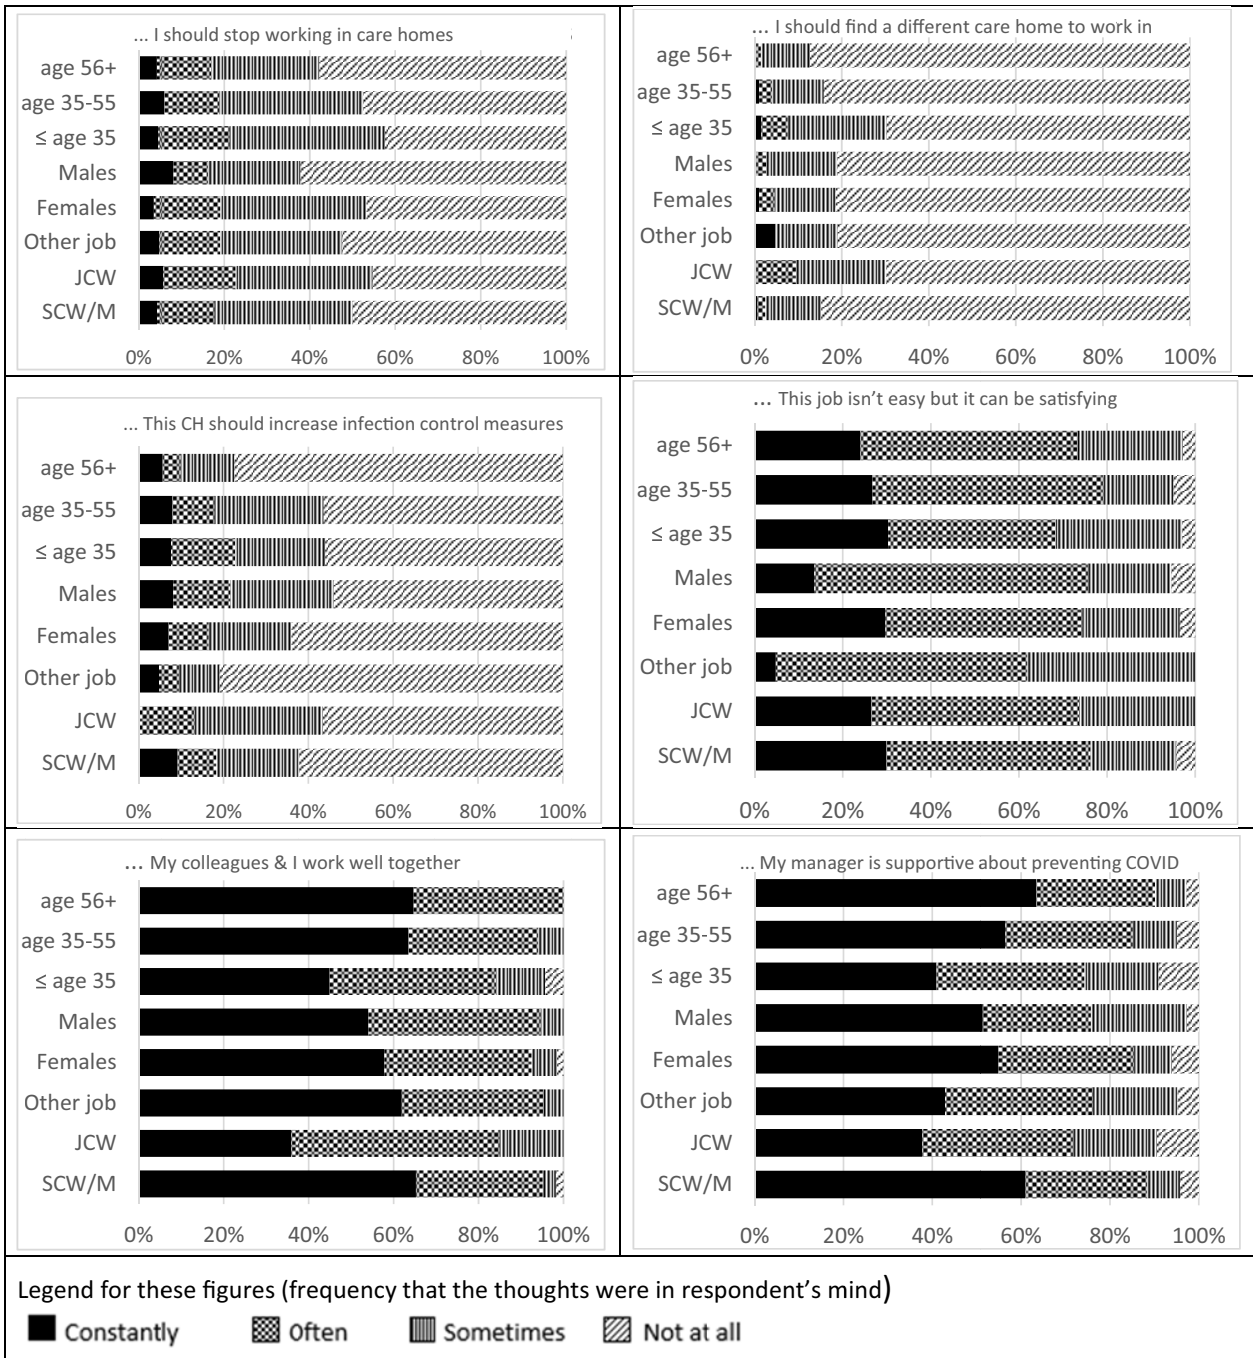 ... I should stop working in care homes
age 56+
age 35-55
≤ age 35
Males
Females
Other job
JCW
SCW/M
0% 20% 40% 60% 80% 100%
... I should find a different care home to work in
age 56+
age 35-55
≤ age 35
Males
Females
Other job
JCW
SCW/M
0% 20% 40% 60% 80% 100%
... This CH should increase infection control measures
age 56+
age 35-55
≤ age 35
Males
Females
Other job
JCW
SCW/M
0% 20% 40% 60% 80% 100%
... This job isn't easy but it can be satisfying
age 56+
age 35-55
≤ age 35
Males
Females
Other job
JCW
SCW/M
0% 20% 40% 60% 80% 100%
... My colleagues & I work well together
age 56+
age 35-55
≤ age 35
Males
Females
Other job
JCW
SCW/M
0% 20% 40% 60% 80% 100%
... My manager is supportive about preventing COVID
age 56+
age 35-55
≤ age 35
Males
Females
Other job
JCW
SCW/M
0% 20% 40% 60% 80% 100%
Legend for these figures (frequency that the thoughts were in respondent's mind)
Constantly Often Sometimes Not at all